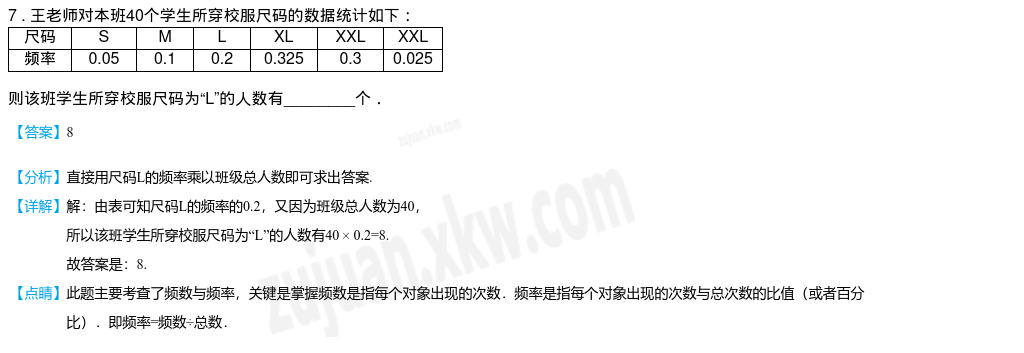 7．王老师对本班40个学生所穿校服尺码的数据统计如下：
尺码 S M L XL XXL XXL
频率 0.05 0.1 0.2 0.325 0.3 0.025
则该班学生所穿校服尺码为“L”的人数有________个．
【答案】8
zujuan.xkw.com
【分析】直接用尺码L的频率乘以班级总人数即可求出答案.
【详解】解：由表可知尺码L的频率的0.2，又因为班级总人数为40，
所以该班学生所穿校服尺码为“L”的人数有40 × 0.2=8.
故答案是：8.
zujuan.xkw.com
【点睛】此题主要考查了频数与频率，关键是掌握频数是指每个对象出现的次数．频率是指每个对象出现的次数与总次数的比值（或者百分
比）．即频率=频数÷总数．